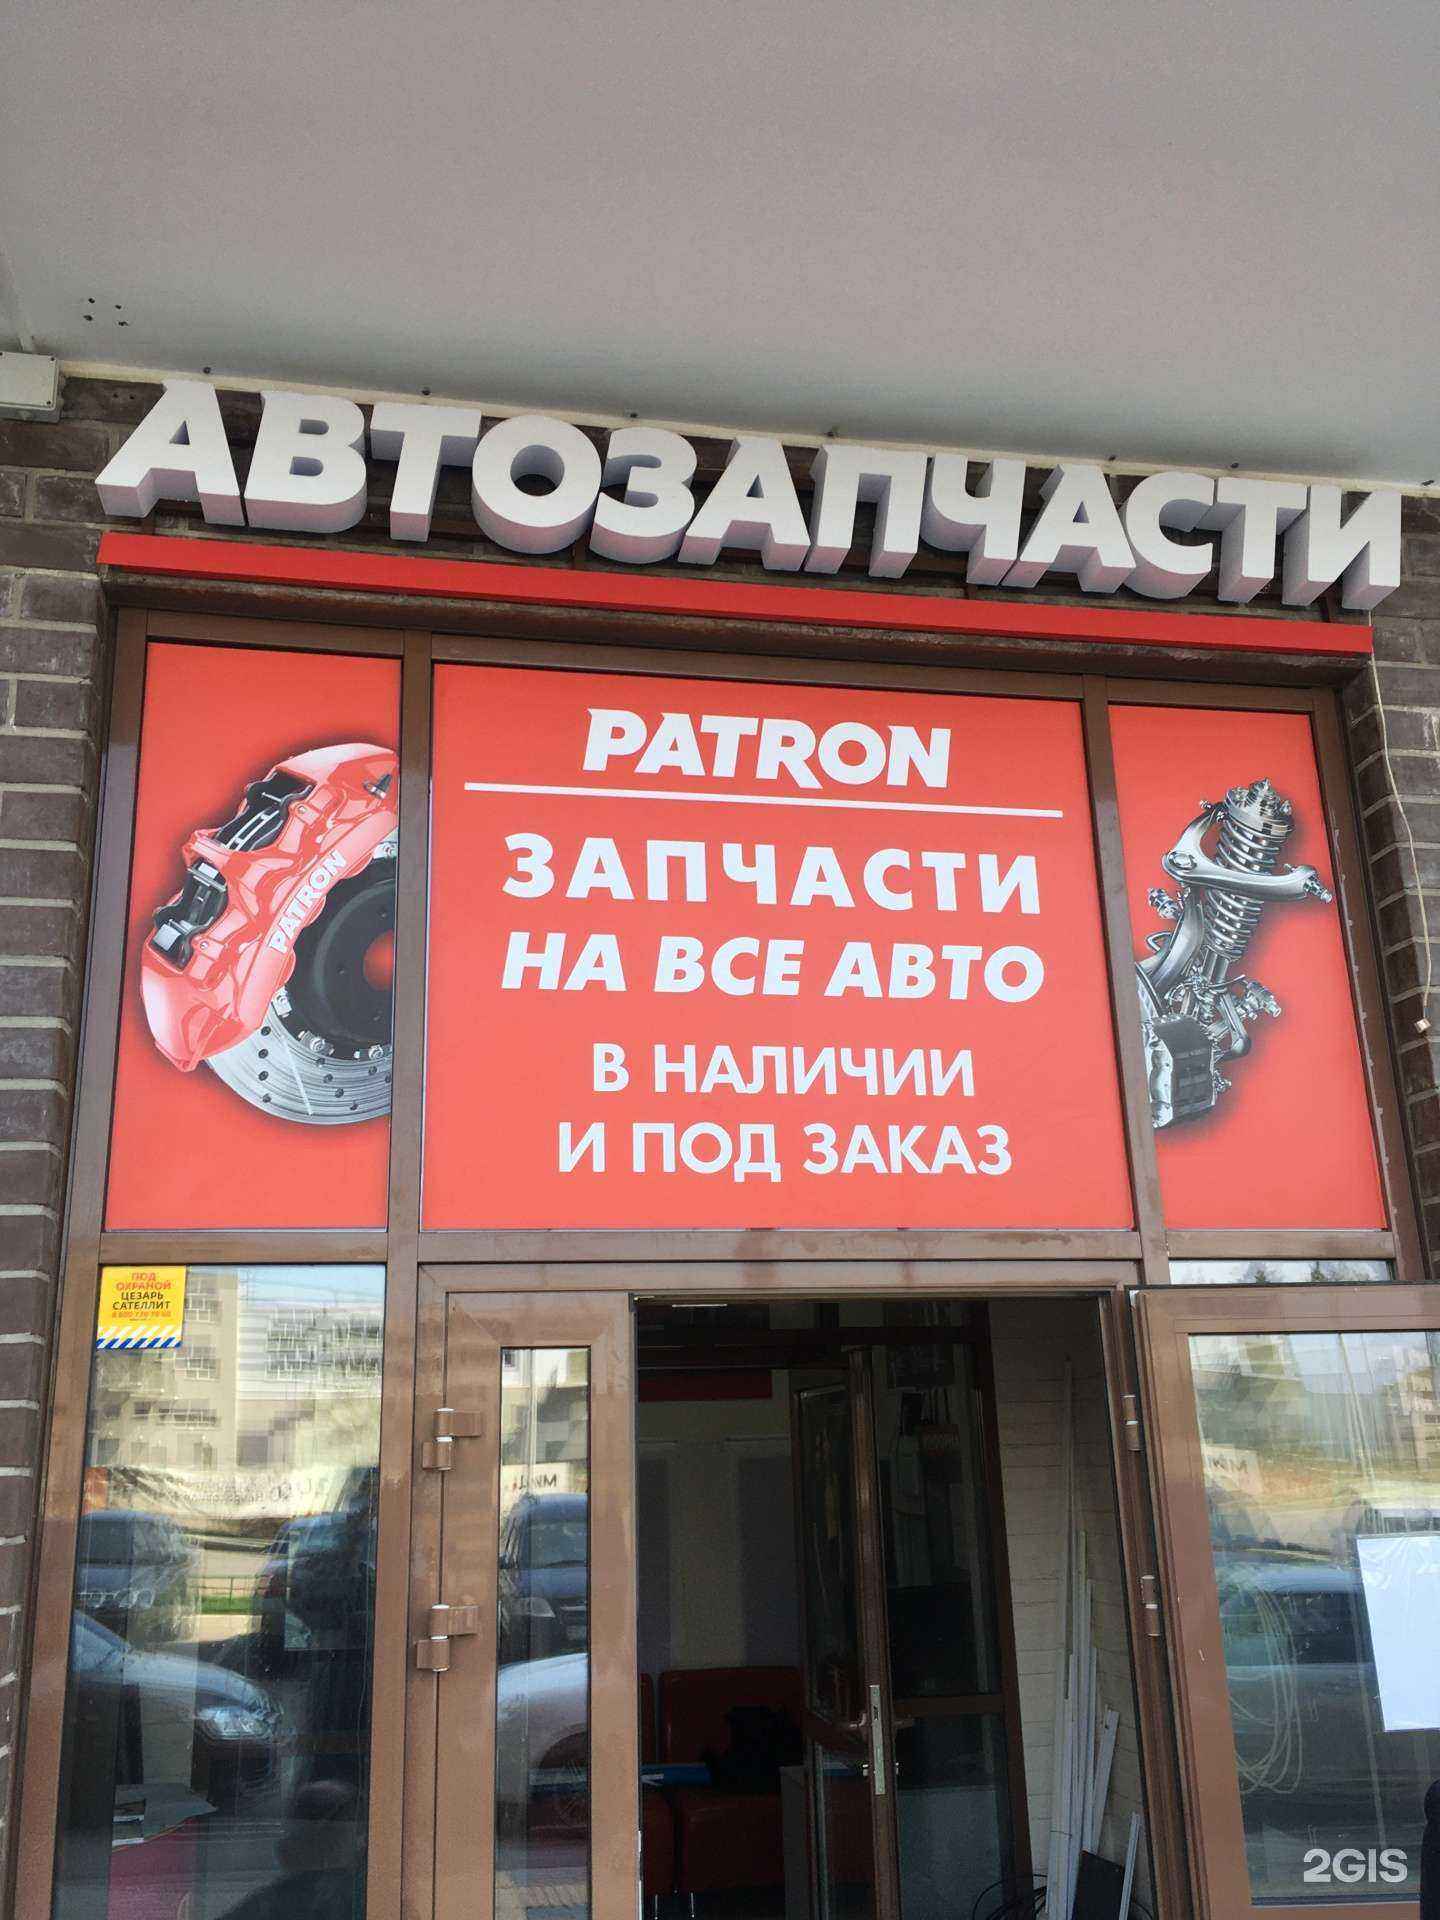 АВТОЗАПЧАСТИ
PATRON
PATRON
ЗАПЧАСТИ
НА ВСЕ АВТО
В НАЛИЧИИ
И ПОД ЗАКАЗ
ПОД
ОХРАНОЙ
ЦЕЗАРЬ
САТЕЛЛИТ
2GIS